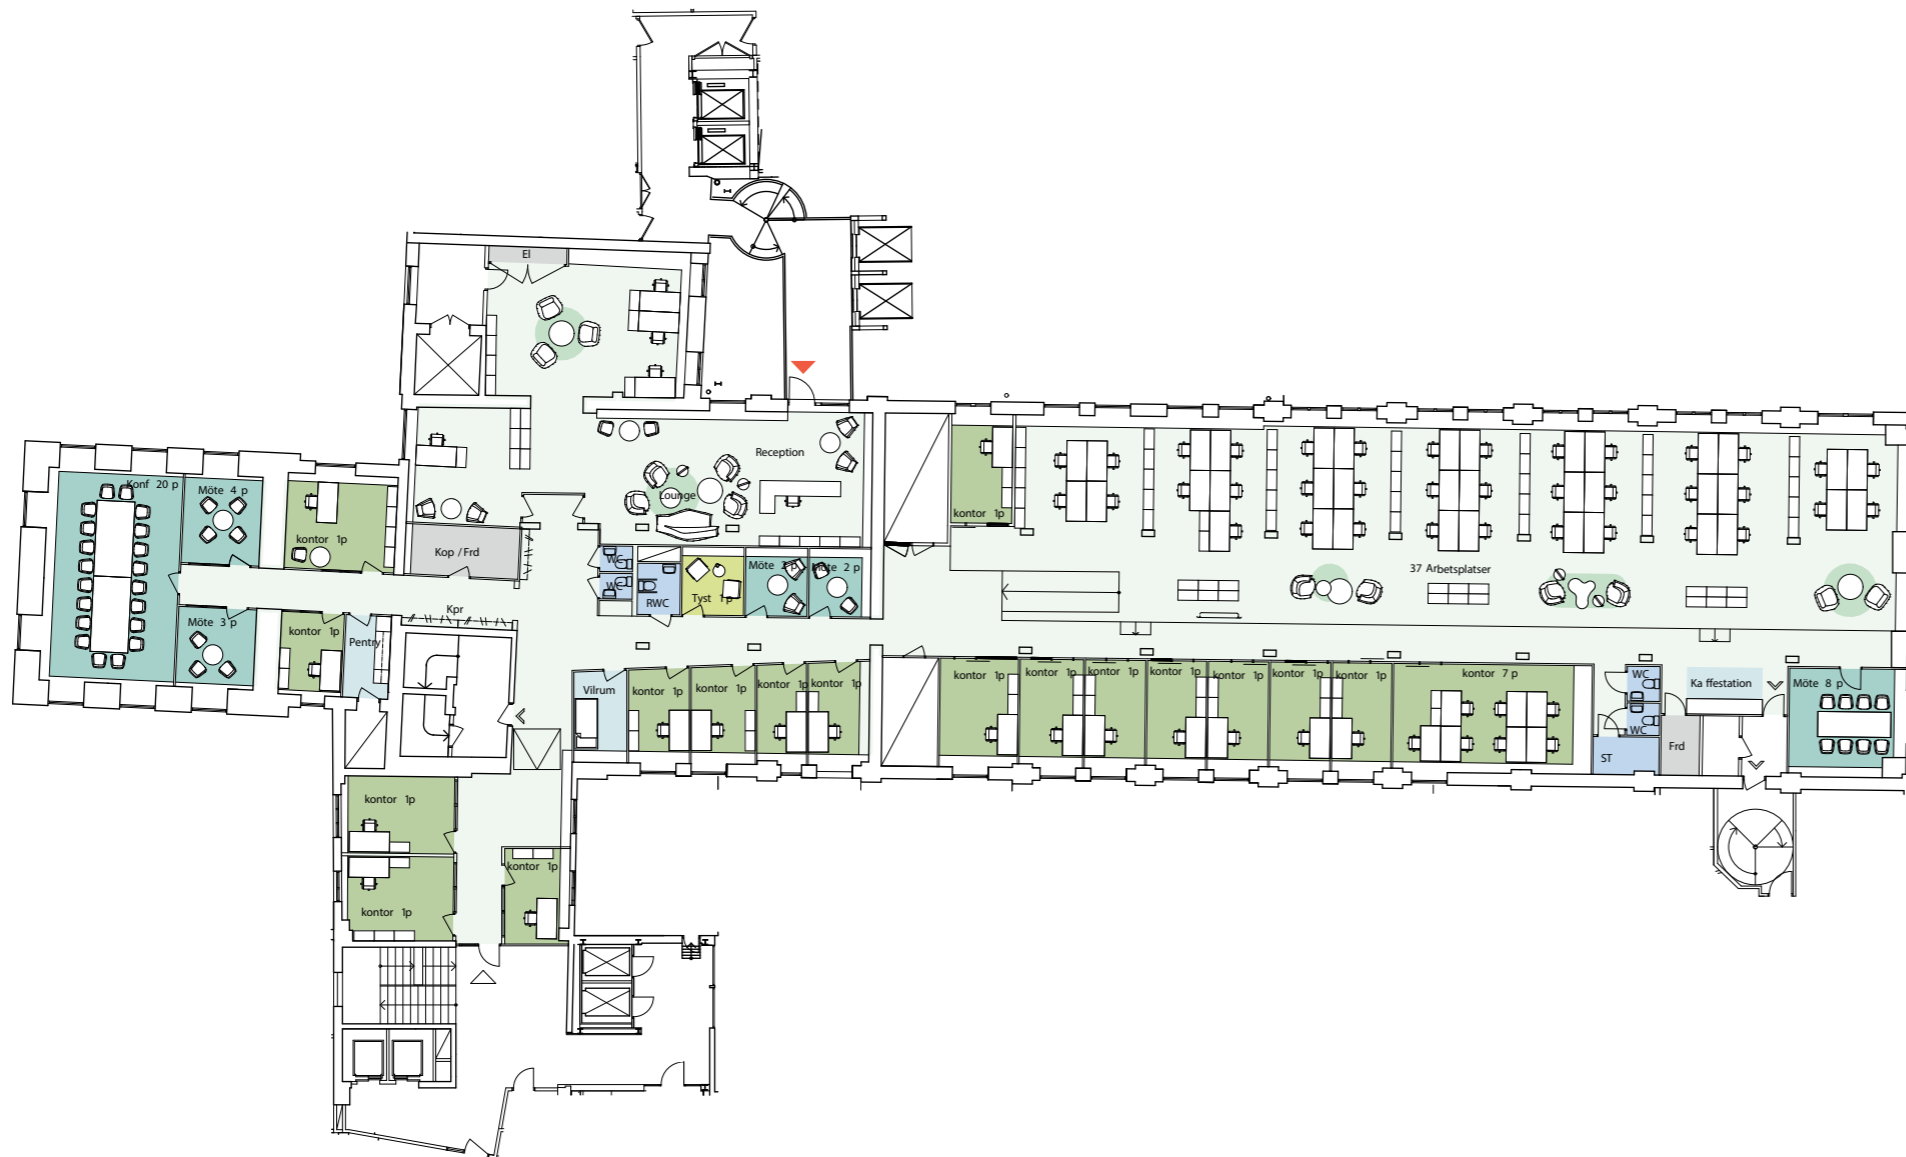 El
Reception
Lounge
Konf 20 p
Möte 4 p
kontor 1p
Kop / Frd
kontor 1p
WC
WC
RWC
Tyst 1 p
Möte 2 p
Möte 2 p
37 Arbetsplatser
Kpr
Möte 3 p
kontor 1p
Pentry
Vilrum
kontor 1p
kontor 1p
kontor 1p
kontor 1p
kontor 1p
kontor 1p
kontor 1p
kontor 1p
kontor 1p
kontor 1p
kontor 1p
kontor 7 p
WC
WC
ST
Frd
Ka ffestation
Möte 8 p
kontor 1p
kontor 1p
kontor 1p